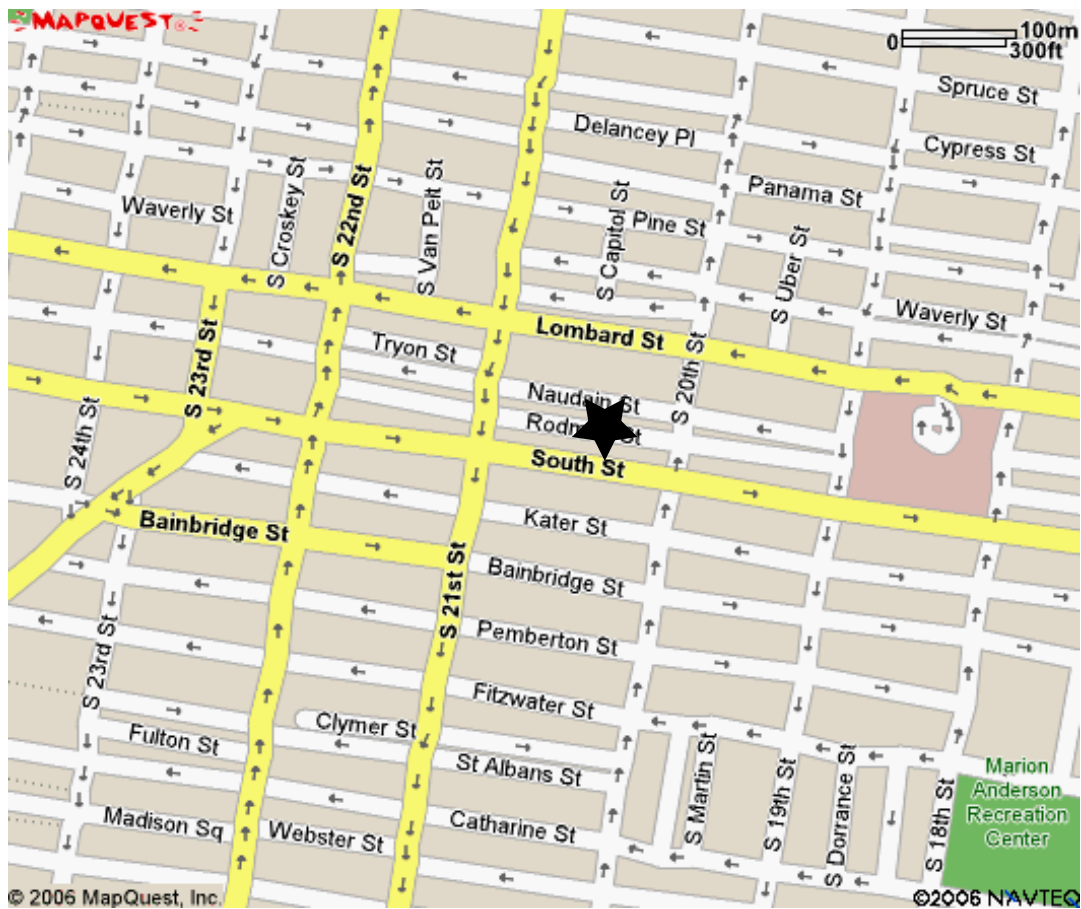 MAPQUEST
100m
0
300ft
Spruce St
Delancey Pl
Cypress St
S Croskey St
S 22nd St
S Van Pelt St
Panama St
Waverly St
S Capitol St
Pine St
S Uber St
Waverly St
Lombard St
S 23rd St
Tryon St
S 20th St
Naudain St
S 24th St
South St
Kater St
Bainbridge St
S 21st St
Bainbridge St
Pemberton St
S 23rd St
Fitzwater St
Clymer St
Fulton St
St Albans St
S Martin St
S 19th St
S Dorrance St
S 18th St
Marion
Anderson
Recreation
Center
Madison Sq
Webster St
Catharine St
© 2006 MapQuest, Inc.
©2006 NAVTEQ